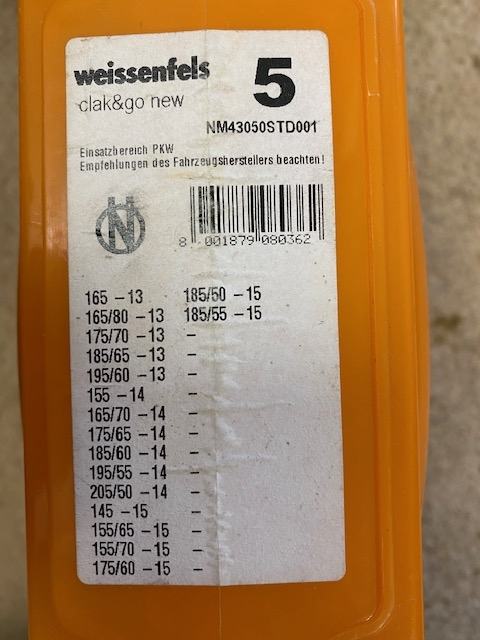 weissenfels
clak&go new
5
NM43050STD001
Einsatzbereich PKW
Empfehlungen des Fahrzeugsherstellers beachten!
N
8 001879 080362
165 – 13 185/50 – 15
165/80 – 13 185/55 – 15
175/70 – 13 –
185/65 – 13 –
195/60 – 13 –
155 – 14 –
165/70 – 14 –
175/65 – 14 –
185/60 – 14 –
195/55 – 14 –
205/50 – 14 –
145 – 15 –
155/65 – 15 –
155/70 – 15 –
175/60 – 15 –